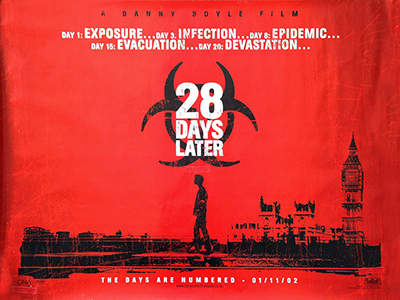 A DANNY BOYLE FILM
DAY 1: EXPOSURE...DAY 3: INFECTION...DAY 8: EPIDEMIC...
DAY 15: EVACUATION...DAY 20: DEVASTATION...
28
DAYS
LATER
THE DAYS ARE NUMBERED - 01/11/02